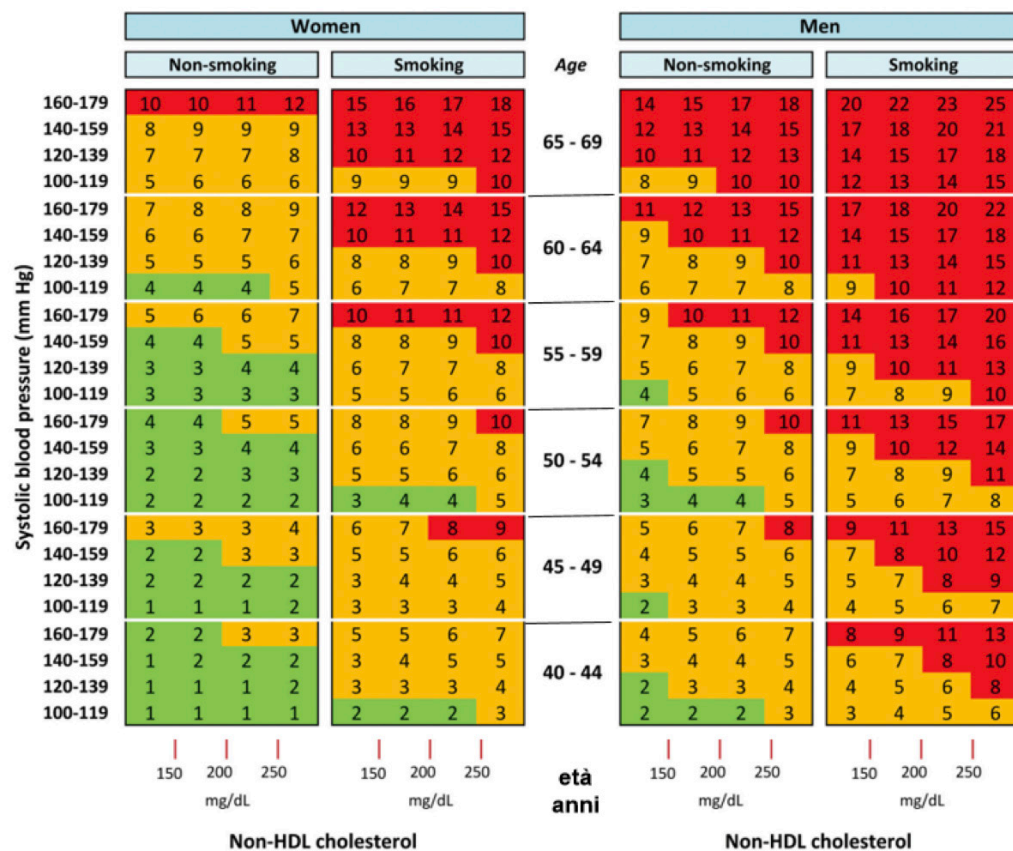 Women Men
Non-smoking Smoking Age Non-smoking Smoking
Systolic blood pressure (mm Hg)
160-179 10 10 11 12 15 16 17 18 14 15 17 18 20 22 23 25
140-159 8 9 9 9 13 13 14 15 12 13 14 15 17 18 20 21
65 - 69
120-139 7 7 7 8 10 11 12 12 10 11 12 13 14 15 17 18
100-119 5 6 6 6 9 9 9 10 8 9 10 10 12 13 14 15
160-179 7 8 8 9 12 13 14 15 11 12 13 15 17 18 20 22
140-159 6 6 7 7 10 11 11 12 9 10 11 12 14 15 17 18
60 - 64
120-139 5 5 5 6 8 8 9 10 7 8 9 10 11 13 14 15
100-119 4 4 4 5 6 7 7 8 6 7 7 8 9 10 11 12
160-179 5 6 6 7 10 11 11 12 9 10 11 12 14 16 17 20
140-159 4 4 5 5 8 8 9 10 7 8 9 10 11 13 14 16
55 - 59
120-139 3 3 4 4 6 7 7 8 5 6 7 8 9 10 11 13
100-119 3 3 3 3 5 5 6 6 4 5 6 6 7 8 9 10
160-179 4 4 5 5 8 8 9 10 7 8 9 10 11 13 15 17
140-159 3 3 4 4 6 6 7 8 5 6 7 8 9 10 12 14
50 - 54
120-139 2 2 3 3 5 5 6 6 4 5 5 6 7 8 9 11
100-119 2 2 2 2 3 4 4 5 3 4 4 5 5 6 7 8
160-179 3 3 3 4 6 7 8 9 5 6 7 8 9 11 13 15
140-159 2 2 3 3 5 5 6 6 4 5 5 6 7 8 10 12
45 - 49
120-139 2 2 2 2 3 4 4 5 3 4 4 5 5 7 8 9
100-119 1 1 1 2 3 3 3 4 2 3 3 4 4 5 6 7
160-179 2 2 3 3 5 5 6 7 4 5 6 7 8 9 11 13
140-159 1 2 2 2 3 4 5 5 3 4 4 5 6 7 8 10
40 - 44
120-139 1 1 1 2 3 3 3 4 2 3 3 4 4 5 6 8
100-119 1 1 1 1 2 2 2 3 2 2 2 3 3 4 5 6
150 200 250 150 200 250 150 200 250 150 200 250
età
anni
mg/dL mg/dL mg/dL mg/dL
Non-HDL cholesterol Non-HDL cholesterol